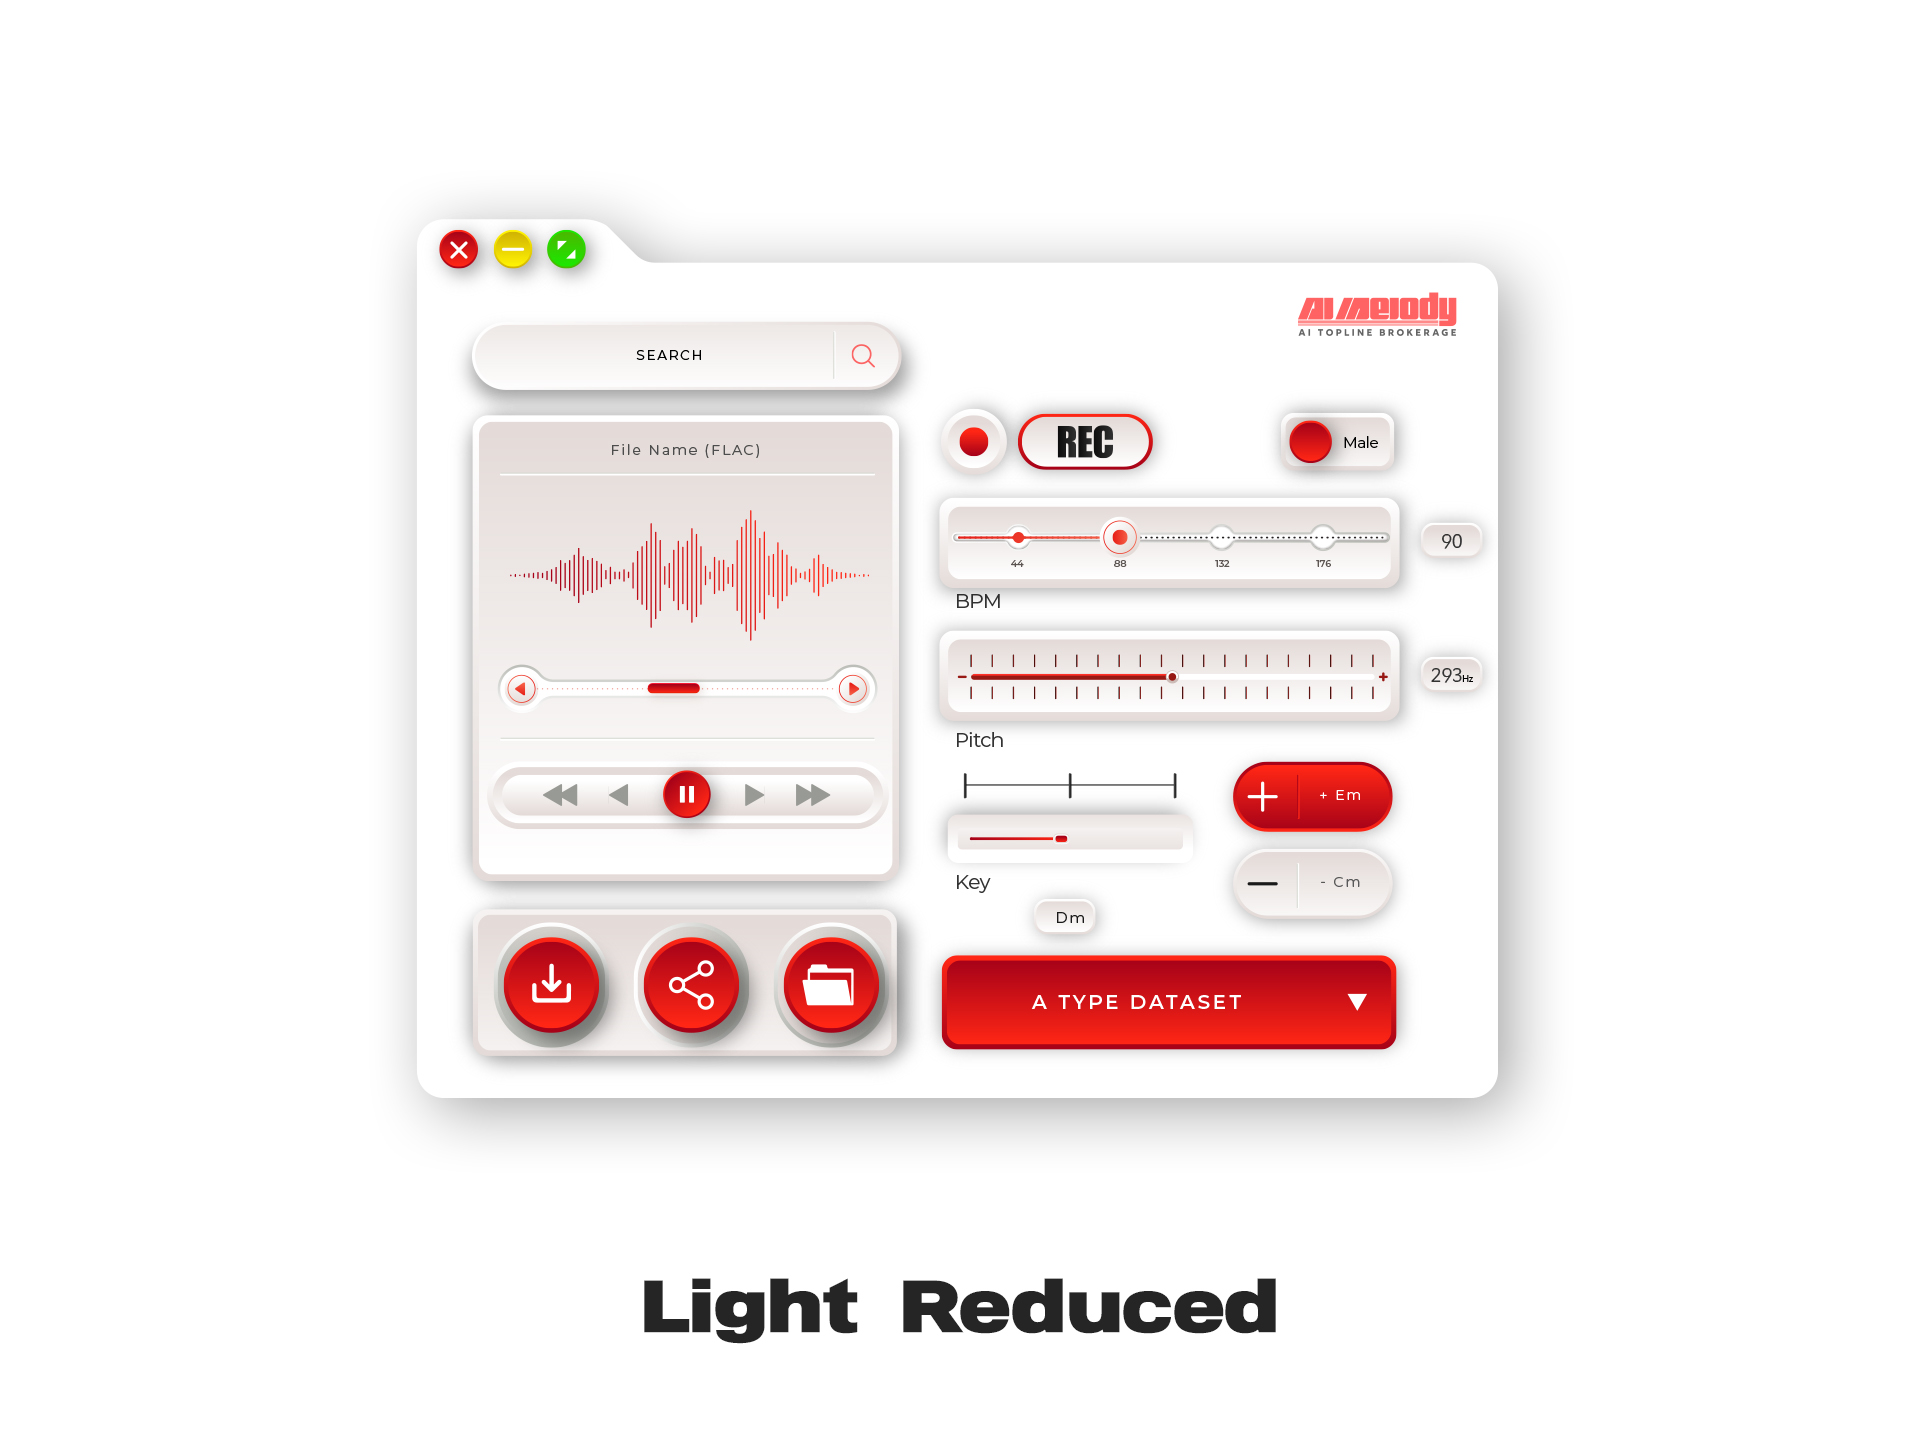 AI Melody
AI TOPLINE BROKERAGE
SEARCH
File Name (FLAC)
REC
Male
44 88 132 176
90
BPM
293Hz
Pitch
+ Em
Key
- Cm
Dm
A TYPE DATASET
Light Reduced